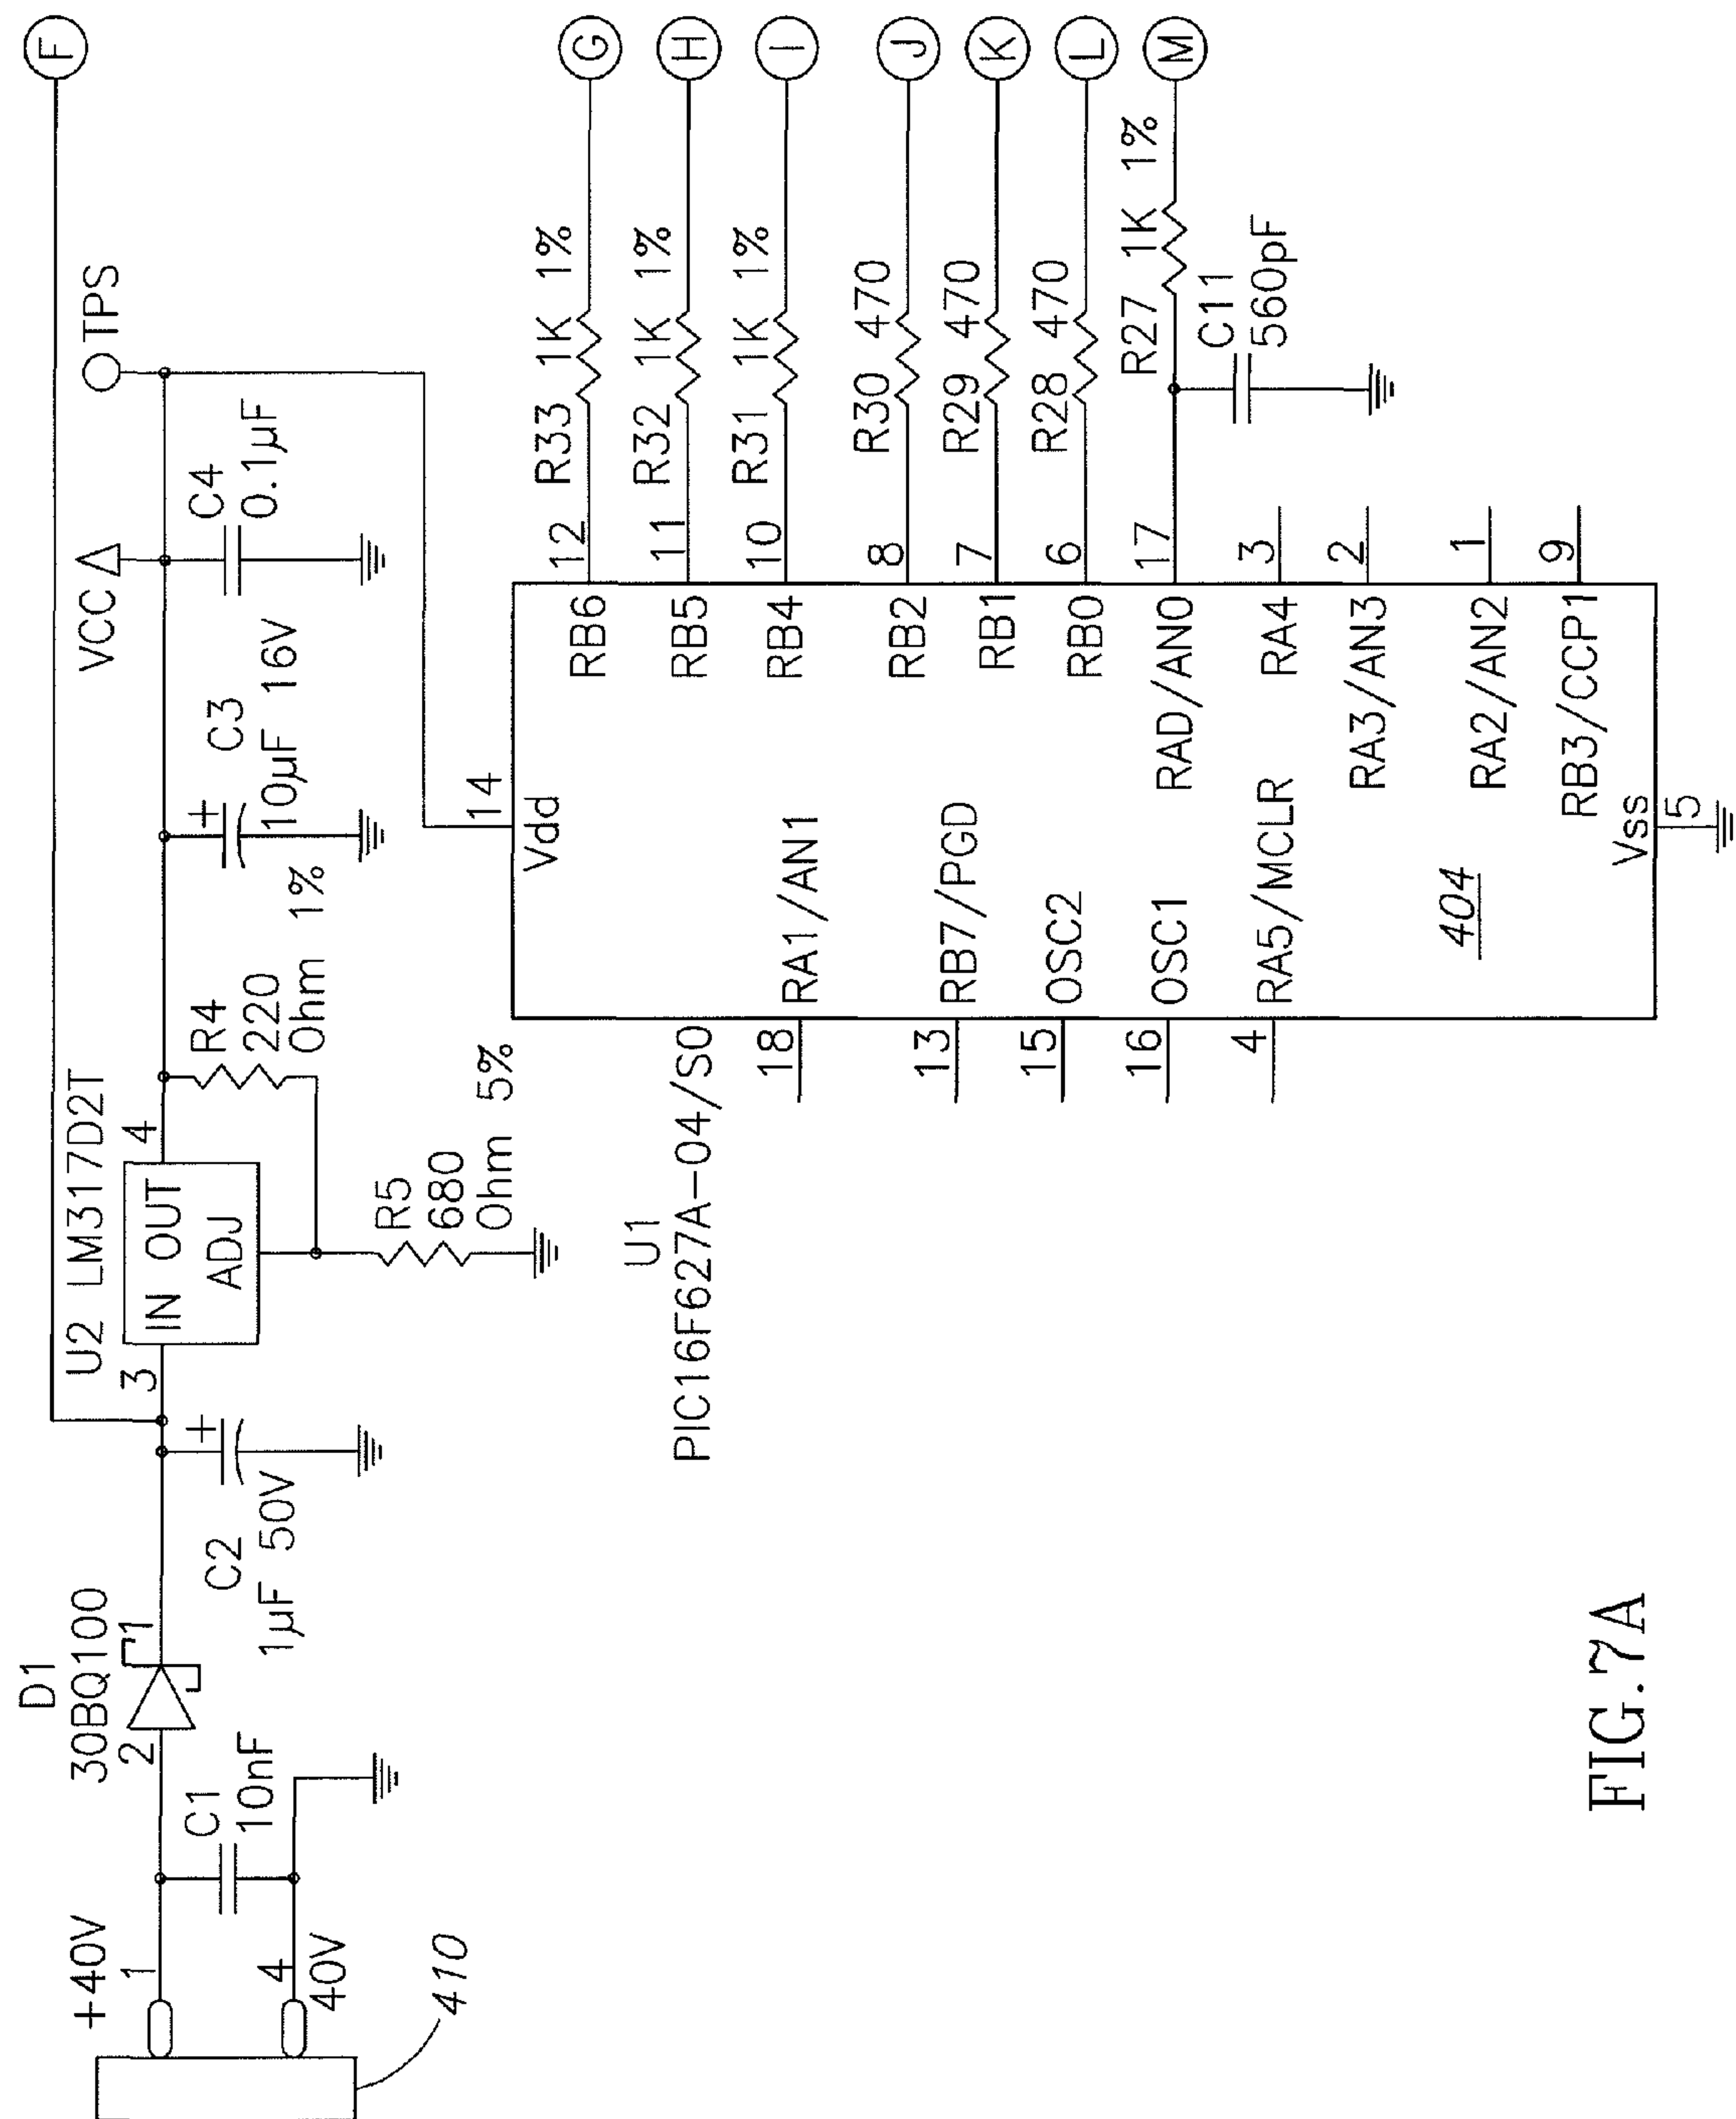 +40V
1
4
40V
410
C1
10nF
D1
30BQ100
2
1
C2
1µF 50V
U2 LM317D2T
3
4
IN OUT
ADJ
R4
220
Ohm 1%
R5
680
Ohm 5%
C3
10µF 16V
VCC
C4
0.1µF
TPS
F
U1
PIC16F627A-04/SO
14
Vdd
18
RA1/AN1
13
RB7/PGD
15
OSC2
16
OSC1
4
RA5/MCLR
404
RB6
12
R33 1K 1%
G
RB5
11
R32 1K 1%
H
RB4
10
R31 1K 1%
I
RB2
8
R30 470
J
RB1
7
R29 470
K
RB0
6
R28 470
L
RAD/AN0
17
R27 1K 1%
M
C11
560pF
RA4
3
RA3/AN3
2
RA2/AN2
1
RB3/CCP1
9
Vss
5
FIG.7A